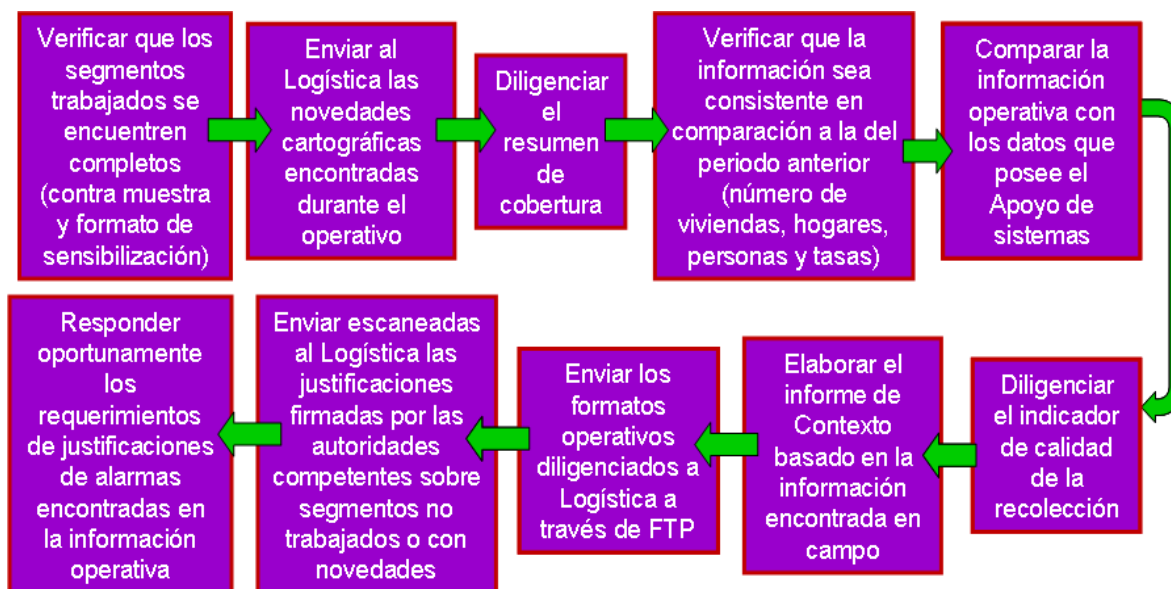 Verificar que los
segmentos
trabajados se
encuentren
completos
(contra muestra
y formato de
sensibilización)
Enviar al
Logística las
novedades
cartográficas
encontradas
durante el
operativo
Diligenciar
el
resumen
de
cobertura
Verificar que la
información sea
consistente en
comparación a la del
periodo anterior
(número de
viviendas, hogares,
personas y tasas)
Comparar la
información
operativa con
los datos que
posee el
Apoyo de
sistemas
Diligenciar
el indicador
de calidad
de la
recolección
Elaborar el
informe de
Contexto
basado en la
información
encontrada en
campo
Enviar los
formatos
operativos
diligenciados a
Logística a
través de FTP
Enviar escaneadas
al Logística las
justificaciones
firmadas por las
autoridades
competentes sobre
segmentos no
trabajados o con
novedades
Responder
oportunamente
los
requerimientos
de justificaciones
de alarmas
encontradas en
la información
operativa